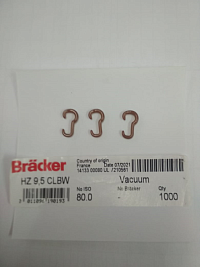 Bräcker
Country of origin
France Date 07/2021
HZ 9,5 CLBW
Vacuum
No ISO
Nr. Bräcker
Qty
80.0
-
1000